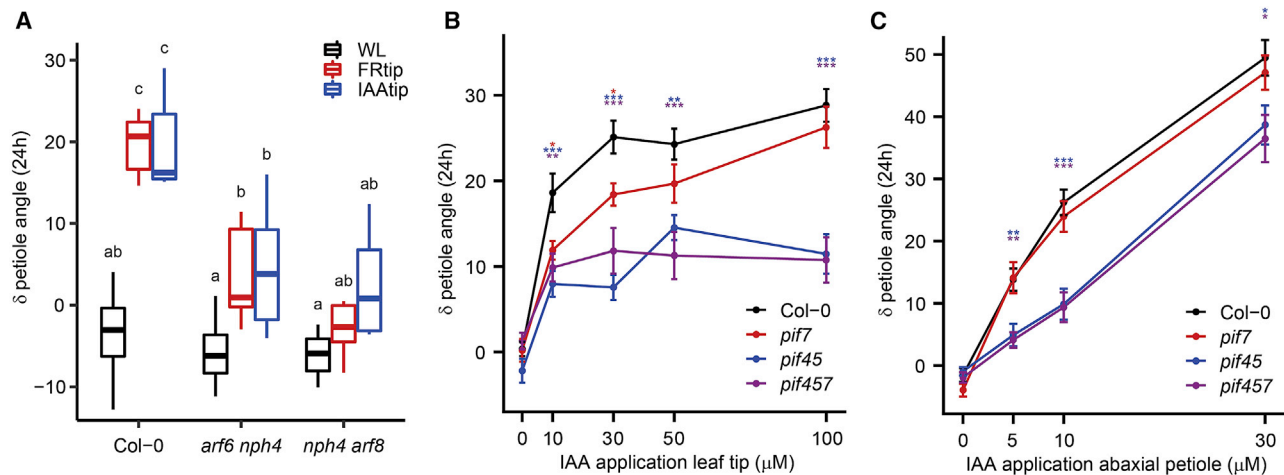 A
δ petiole angle (24h)
30
20
10
0
−10
WL
FRtip
IAAtip
ab
c
c
a
b
b
a
ab
ab
Col−0
arf6 nph4
nph4 arf8
B
δ petiole angle (24h)
30
20
10
0
*
***
**
*
***
***
**
***
***
***
Col−0
pif7
pif45
pif457
0
10
30
50
100
IAA application leaf tip (μM)
C
δ petiole angle (24h)
50
40
30
20
10
0
**
**
***
***
*
*
Col−0
pif7
pif45
pif457
0
5
10
30
IAA application abaxial petiole (μM)